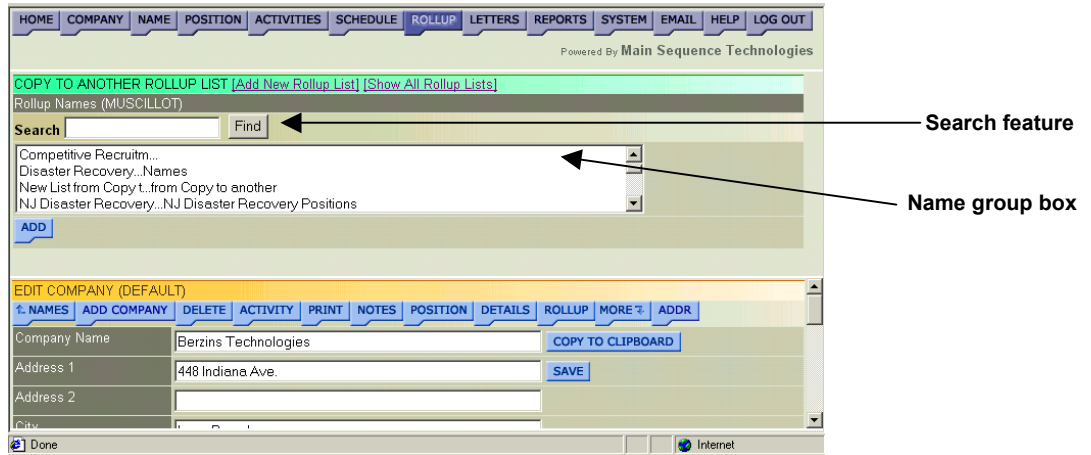 HOME COMPANY NAME POSITION ACTIVITIES SCHEDULE ROLLUP LETTERS REPORTS SYSTEM EMAIL HELP LOG OUT
Powered By Main Sequence Technologies
COPY TO ANOTHER ROLLUP LIST [Add New Rollup List] [Show All Rollup Lists]
Rollup Names (MUSCILLOT)
Search Find
Search feature
Competitive Recruitm...
Disaster Recovery...Names
New List from Copy t...from Copy to another
NJ Disaster Recovery...NJ Disaster Recovery Positions
Name group box
ADD
EDIT COMPANY (DEFAULT)
NAMES ADD COMPANY DELETE ACTIVITY PRINT NOTES POSITION DETAILS ROLLUP MORE ADDR
Company Name Berzins Technologies COPY TO CLIPBOARD
Address 1 448 Indiana Ave. SAVE
Address 2
City
Done Internet